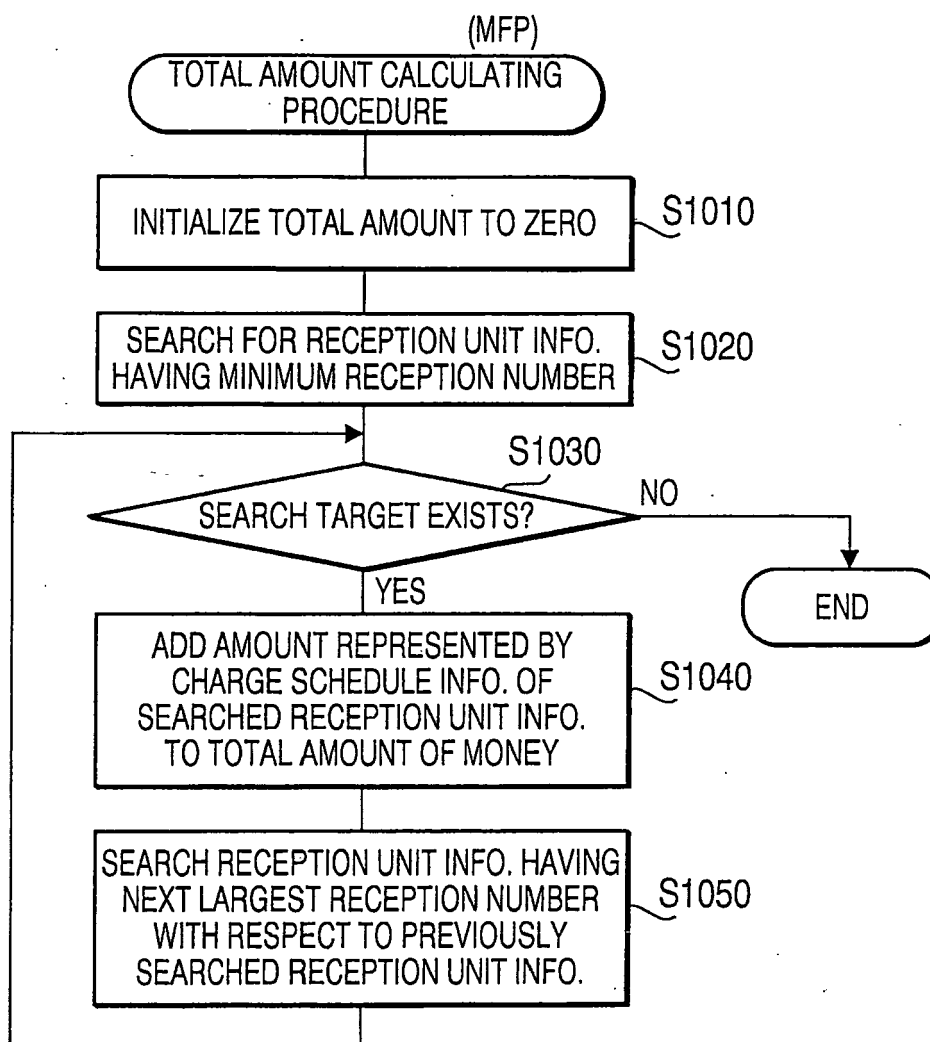 (MFP)
TOTAL AMOUNT CALCULATING
PROCEDURE
INITIALIZE TOTAL AMOUNT TO ZERO
S1010
SEARCH FOR RECEPTION UNIT INFO.
HAVING MINIMUM RECEPTION NUMBER
S1020
S1030
SEARCH TARGET EXISTS?
NO
YES
END
ADD AMOUNT REPRESENTED BY
CHARGE SCHEDULE INFO. OF
SEARCHED RECEPTION UNIT INFO.
TO TOTAL AMOUNT OF MONEY
S1040
SEARCH RECEPTION UNIT INFO. HAVING
NEXT LARGEST RECEPTION NUMBER
WITH RESPECT TO PREVIOUSLY
SEARCHED RECEPTION UNIT INFO.
S1050